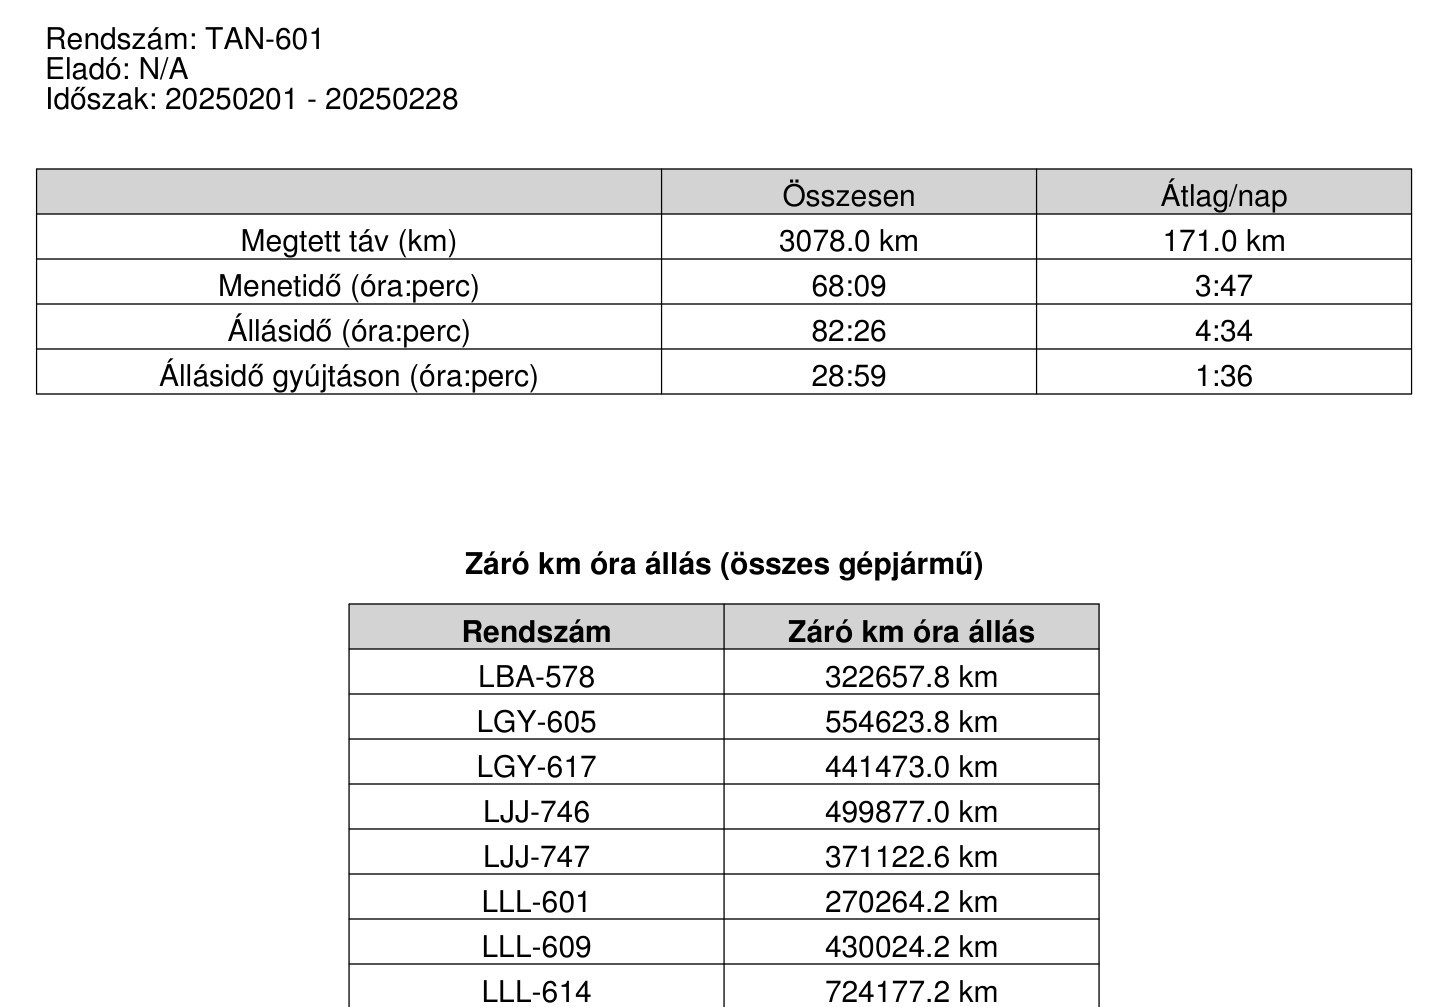 Rendszám: TAN-601
Eladó: N/A
Időszak: 20250201 - 20250228
Összesen Átlag/nap
Megtett táv (km) 3078.0 km 171.0 km
Menetidő (óra:perc) 68:09 3:47
Állásidő (óra:perc) 82:26 4:34
Állásidő gyújtáson (óra:perc) 28:59 1:36
Záró km óra állás (összes gépjármű)
Rendszám Záró km óra állás
LBA-578 322657.8 km
LGY-605 554623.8 km
LGY-617 441473.0 km
LJJ-746 499877.0 km
LJJ-747 371122.6 km
LLL-601 270264.2 km
LLL-609 430024.2 km
LLL-614 724177.2 km